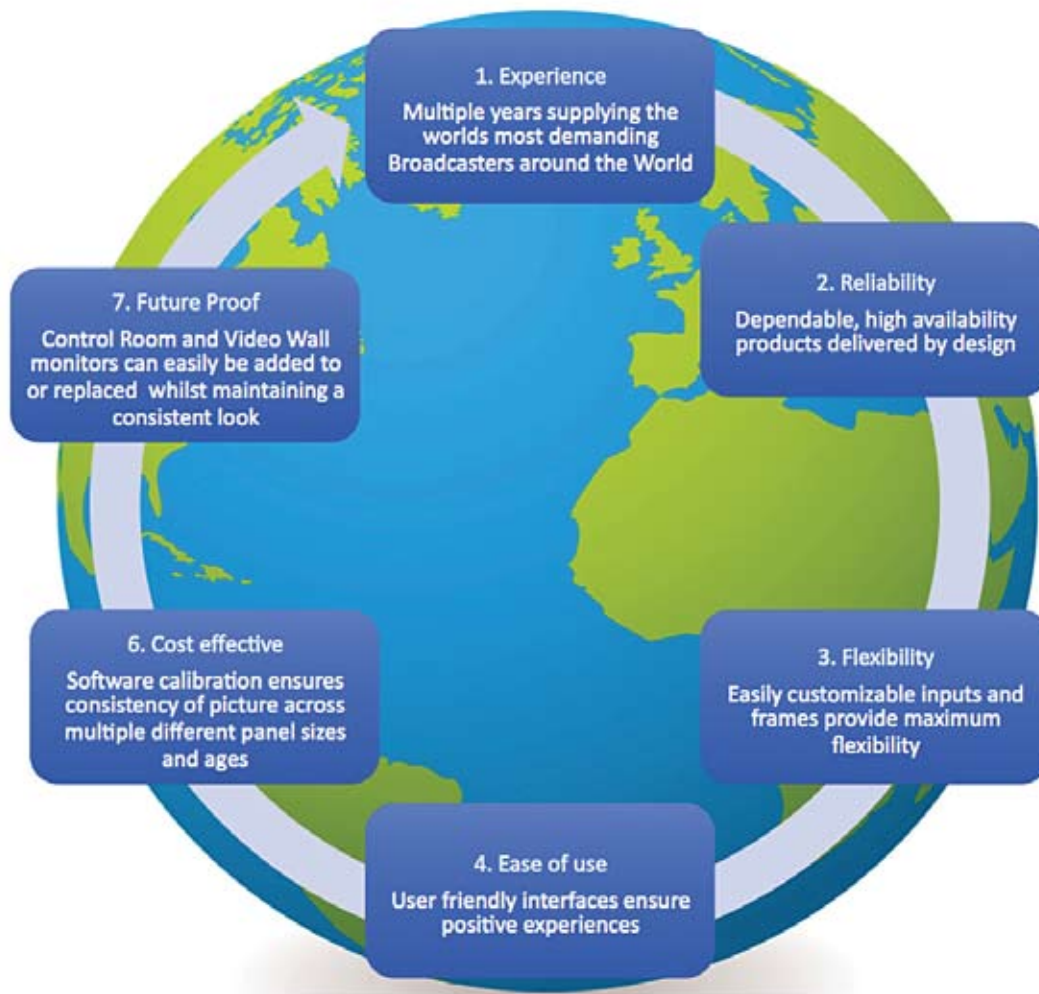 1. Experience
Multiple years supplying the
worlds most demanding
Broadcasters around the World
2. Reliability
Dependable, high availability
products delivered by design
3. Flexibility
Easily customizable inputs and
frames provide maximum
flexibility
4. Ease of use
User friendly interfaces ensure
positive experiences
6. Cost effective
Software calibration ensures
consistency of picture across
multiple different panel sizes
and ages
7. Future Proof
Control Room and Video Wall
monitors can easily be added to
or replaced whilst maintaining a
consistent look